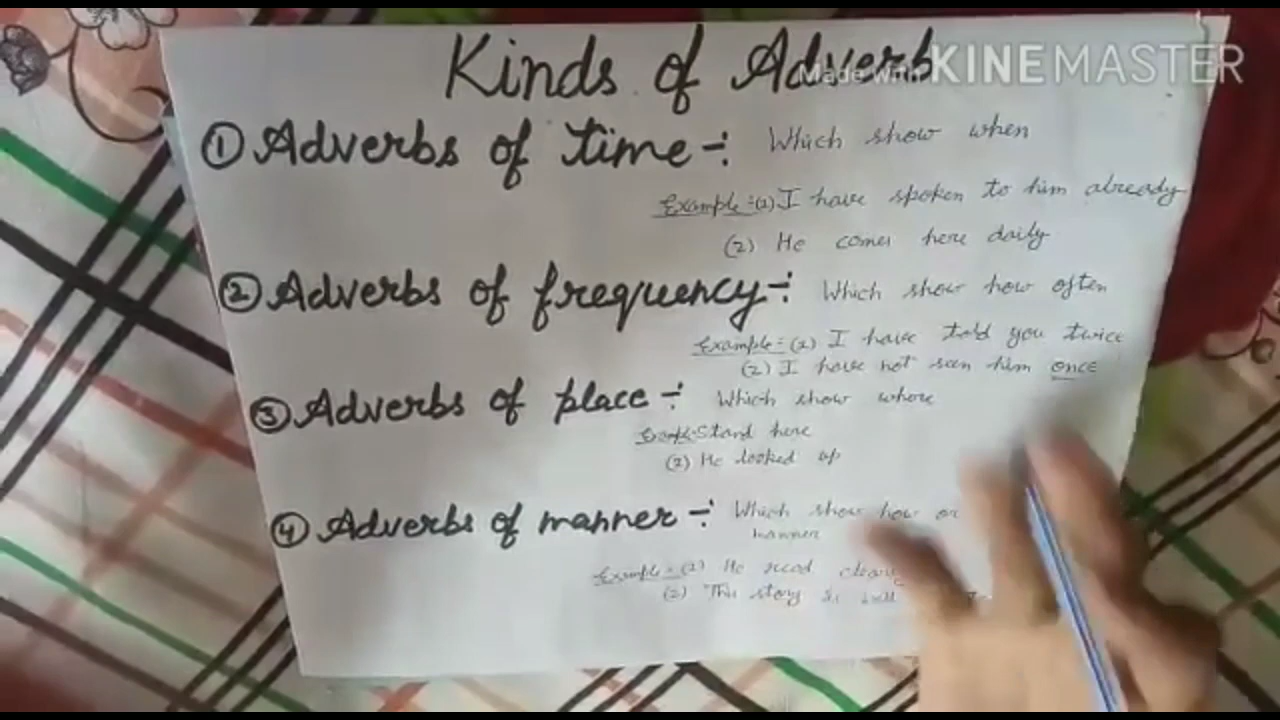 Kinds of Adverb
Made with KINEMASTER
① Adverbs of time -: Which show when
Example :- (1) I have spoken to him already
(2) He comes here daily
② Adverbs of frequency -: Which show how often
Example :- (1) I have told you twice
(2) I have not seen him once
③ Adverbs of place -: Which show where
Stand here
(2) He looked up
④ Adverbs of manner -: Which show how or
manner
Example :- (1) He read
(2) This story is well